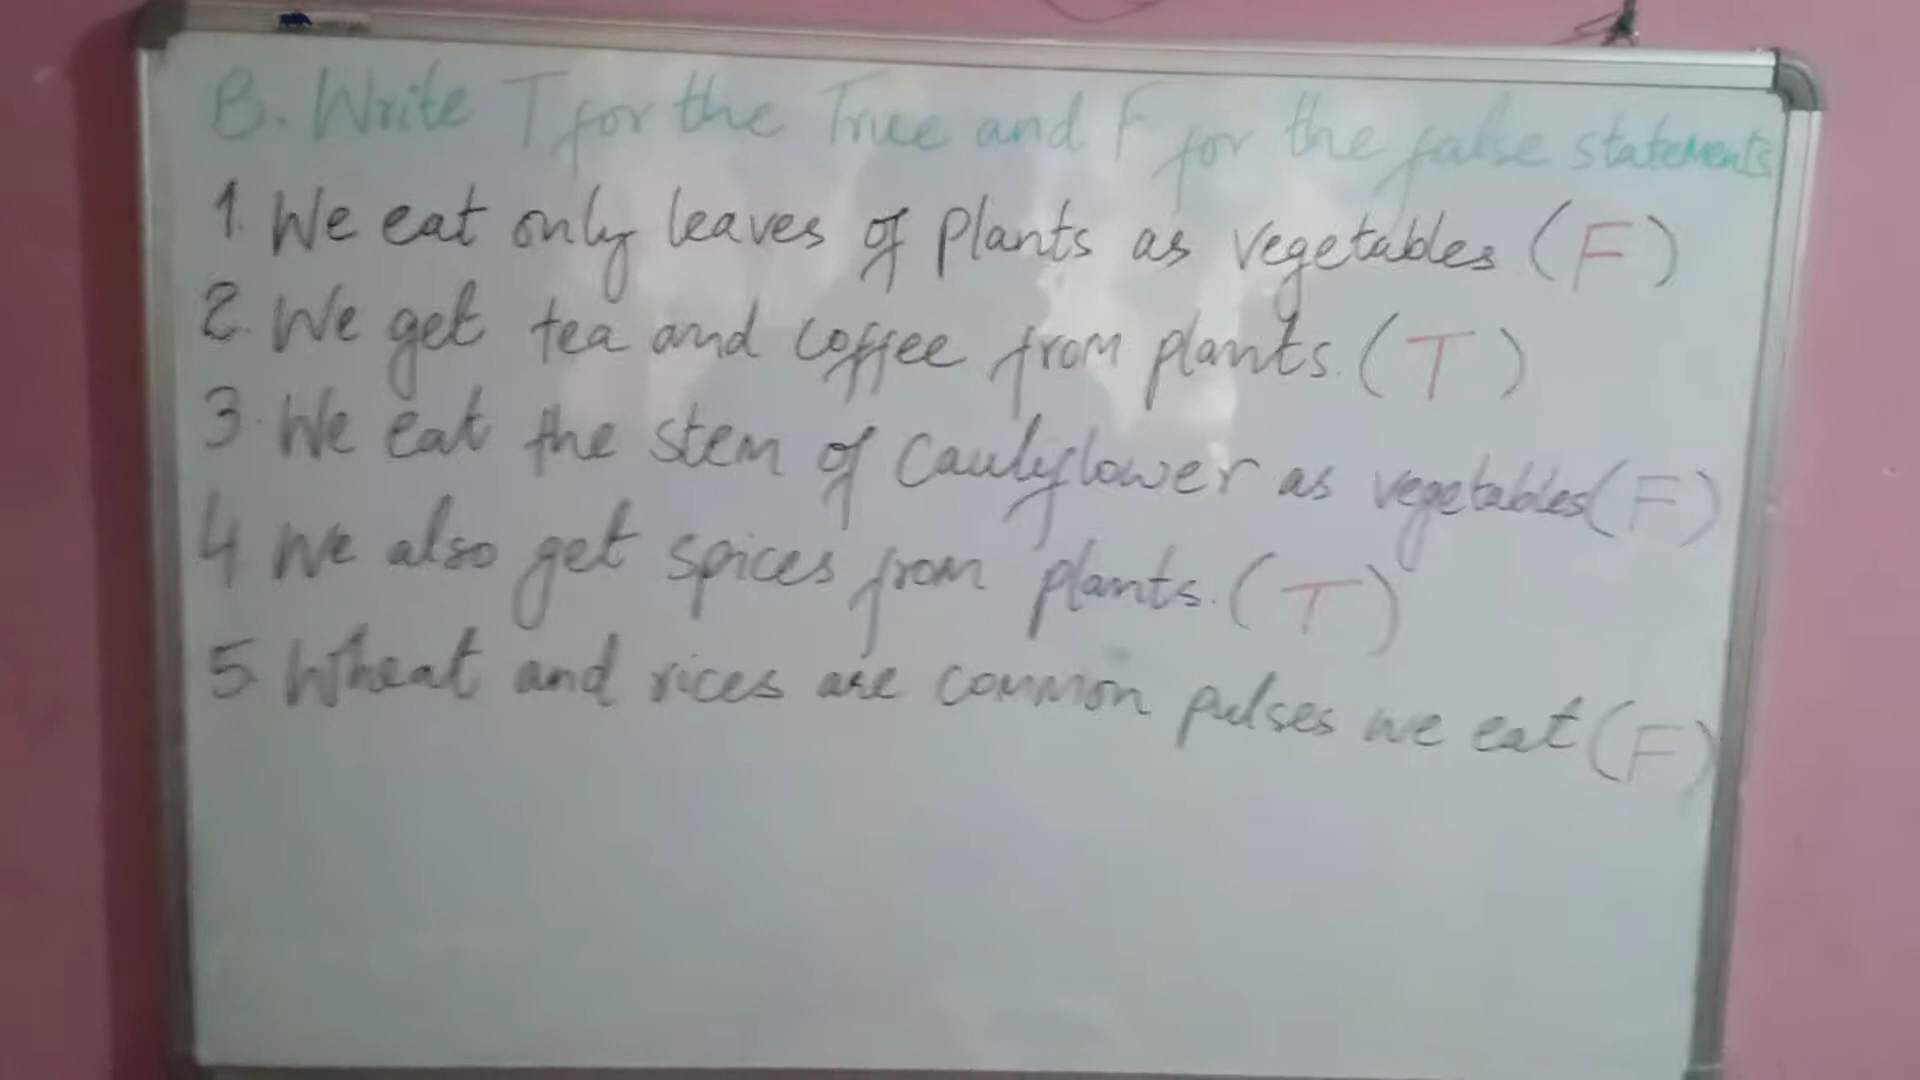 B. Write T for the True and F for the false statements
1. We eat only leaves of plants as vegetables (F)
2. We get tea and coffee from plants. (T)
3. We eat the stem of Cauliflower as vegetables (F)
4. We also get spices from plants. (T)
5. Wheat and rices are common pulses we eat (F)